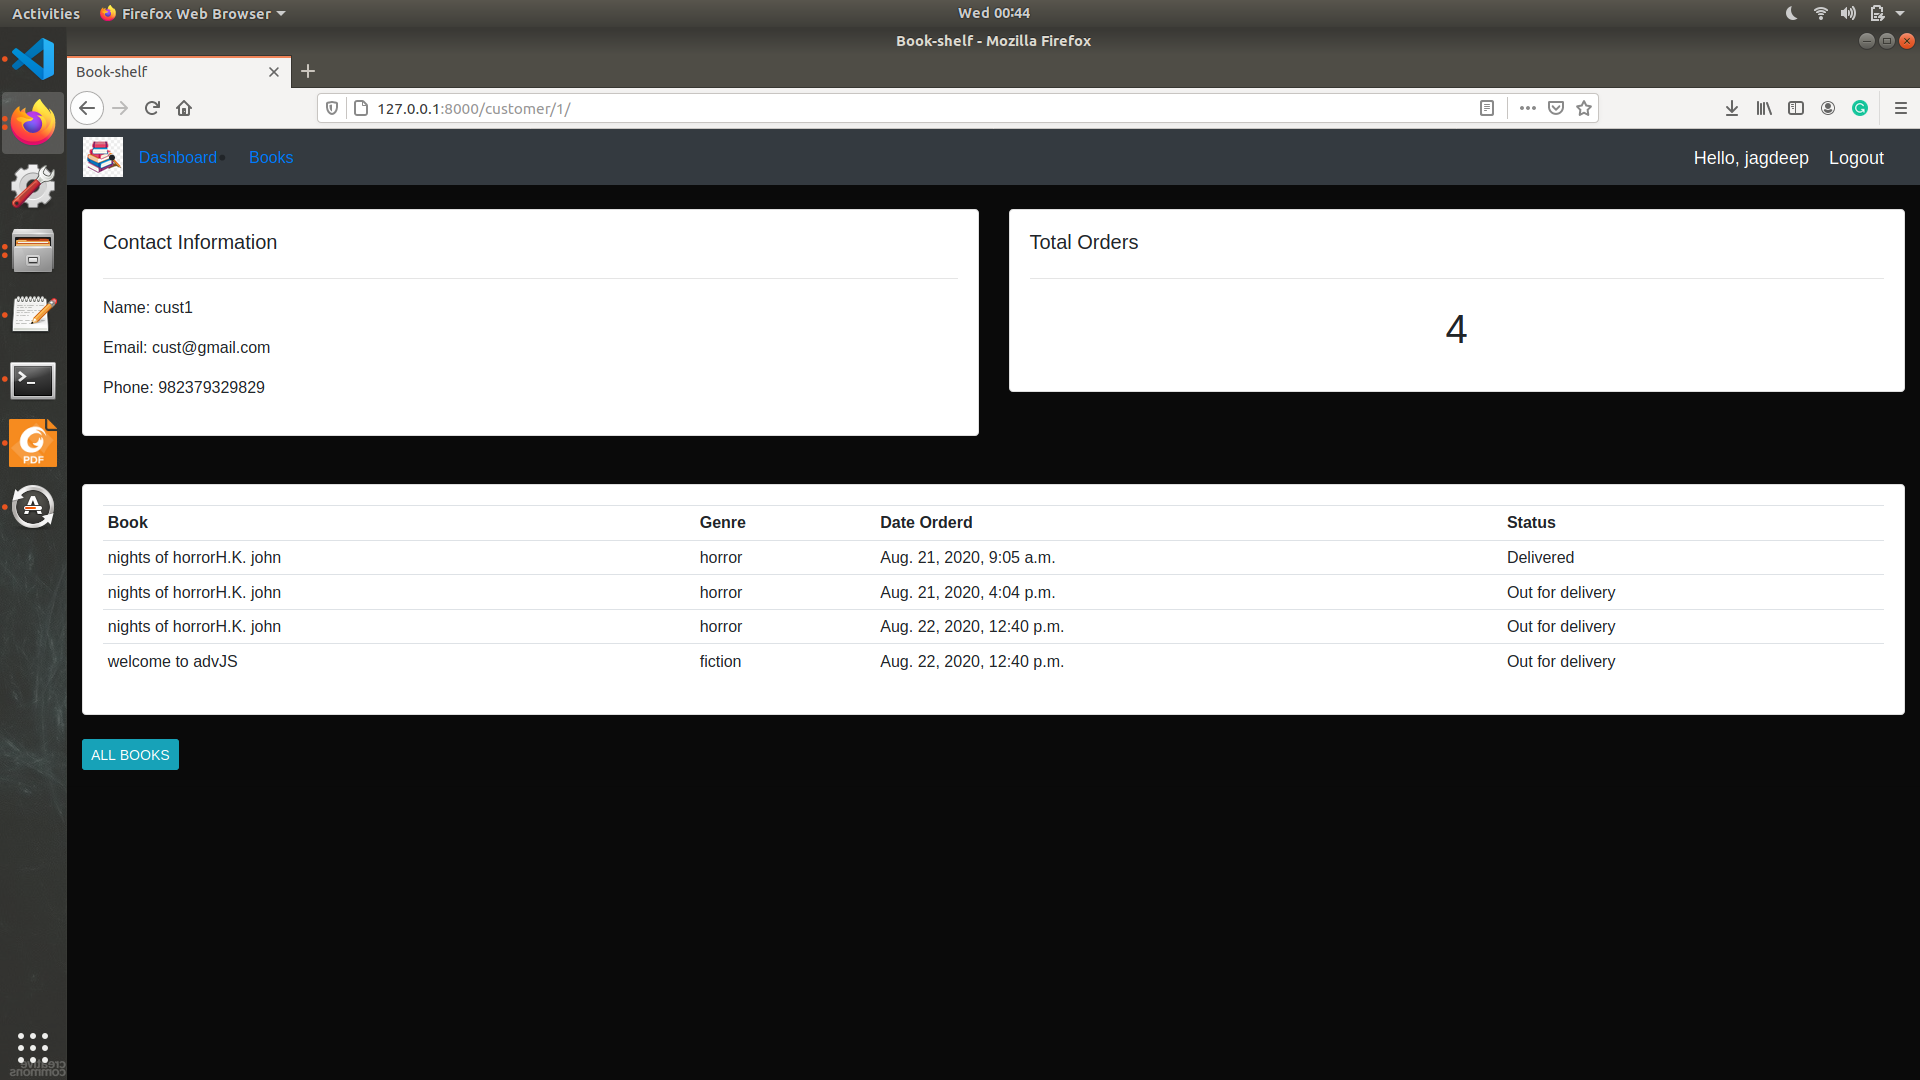 Activities Firefox Web Browser Wed 00:44
Book-shelf - Mozilla Firefox
Book-shelf
127.0.0.1:8000/customer/1/
Dashboard Books Hello, jagdeep Logout
Contact Information
Name: cust1
Email: cust@gmail.com
Phone: 982379329829
Total Orders
4
Book Genre Date Orderd Status
nights of horrorH.K. john horror Aug. 21, 2020, 9:05 a.m. Delivered
nights of horrorH.K. john horror Aug. 21, 2020, 4:04 p.m. Out for delivery
nights of horrorH.K. john horror Aug. 22, 2020, 12:40 p.m. Out for delivery
welcome to advJS fiction Aug. 22, 2020, 12:40 p.m. Out for delivery
ALL BOOKS
PDF
creative
commons